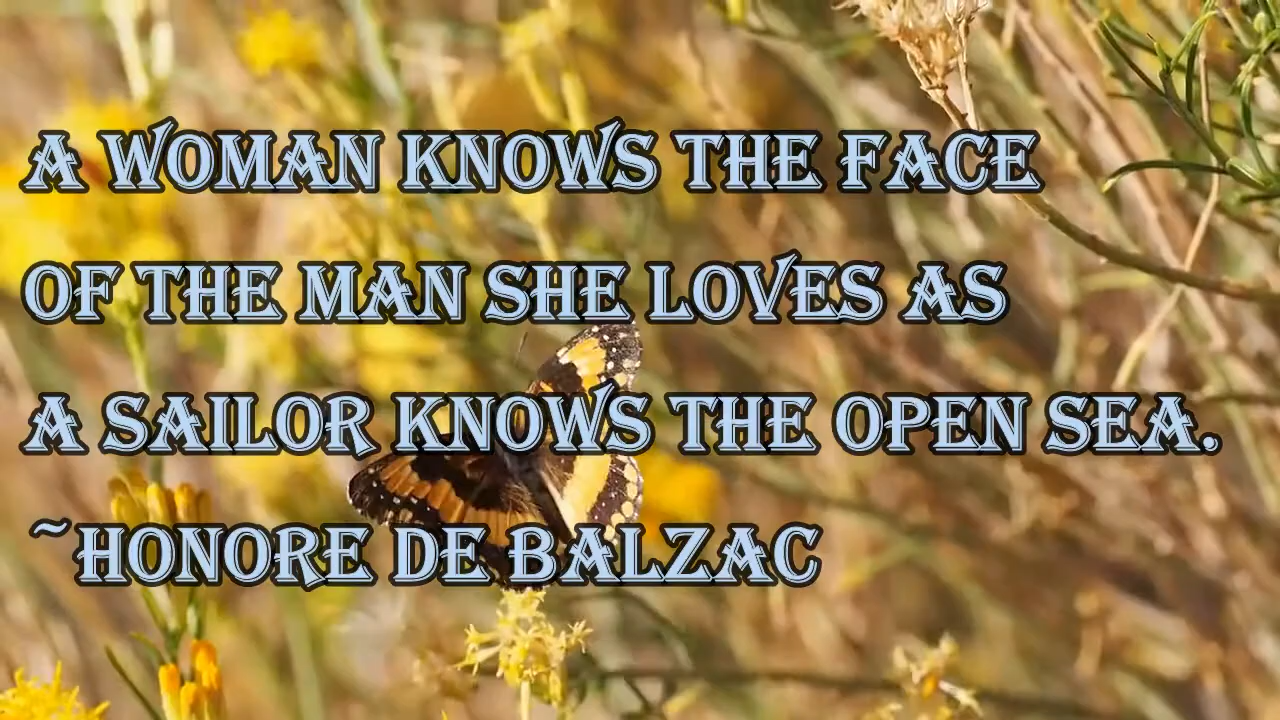 A WOMAN KNOWS THE FACE
OF THE MAN SHE LOVES AS
A SAILOR KNOWS THE OPEN SEA.
~HONORE DE BALZAC